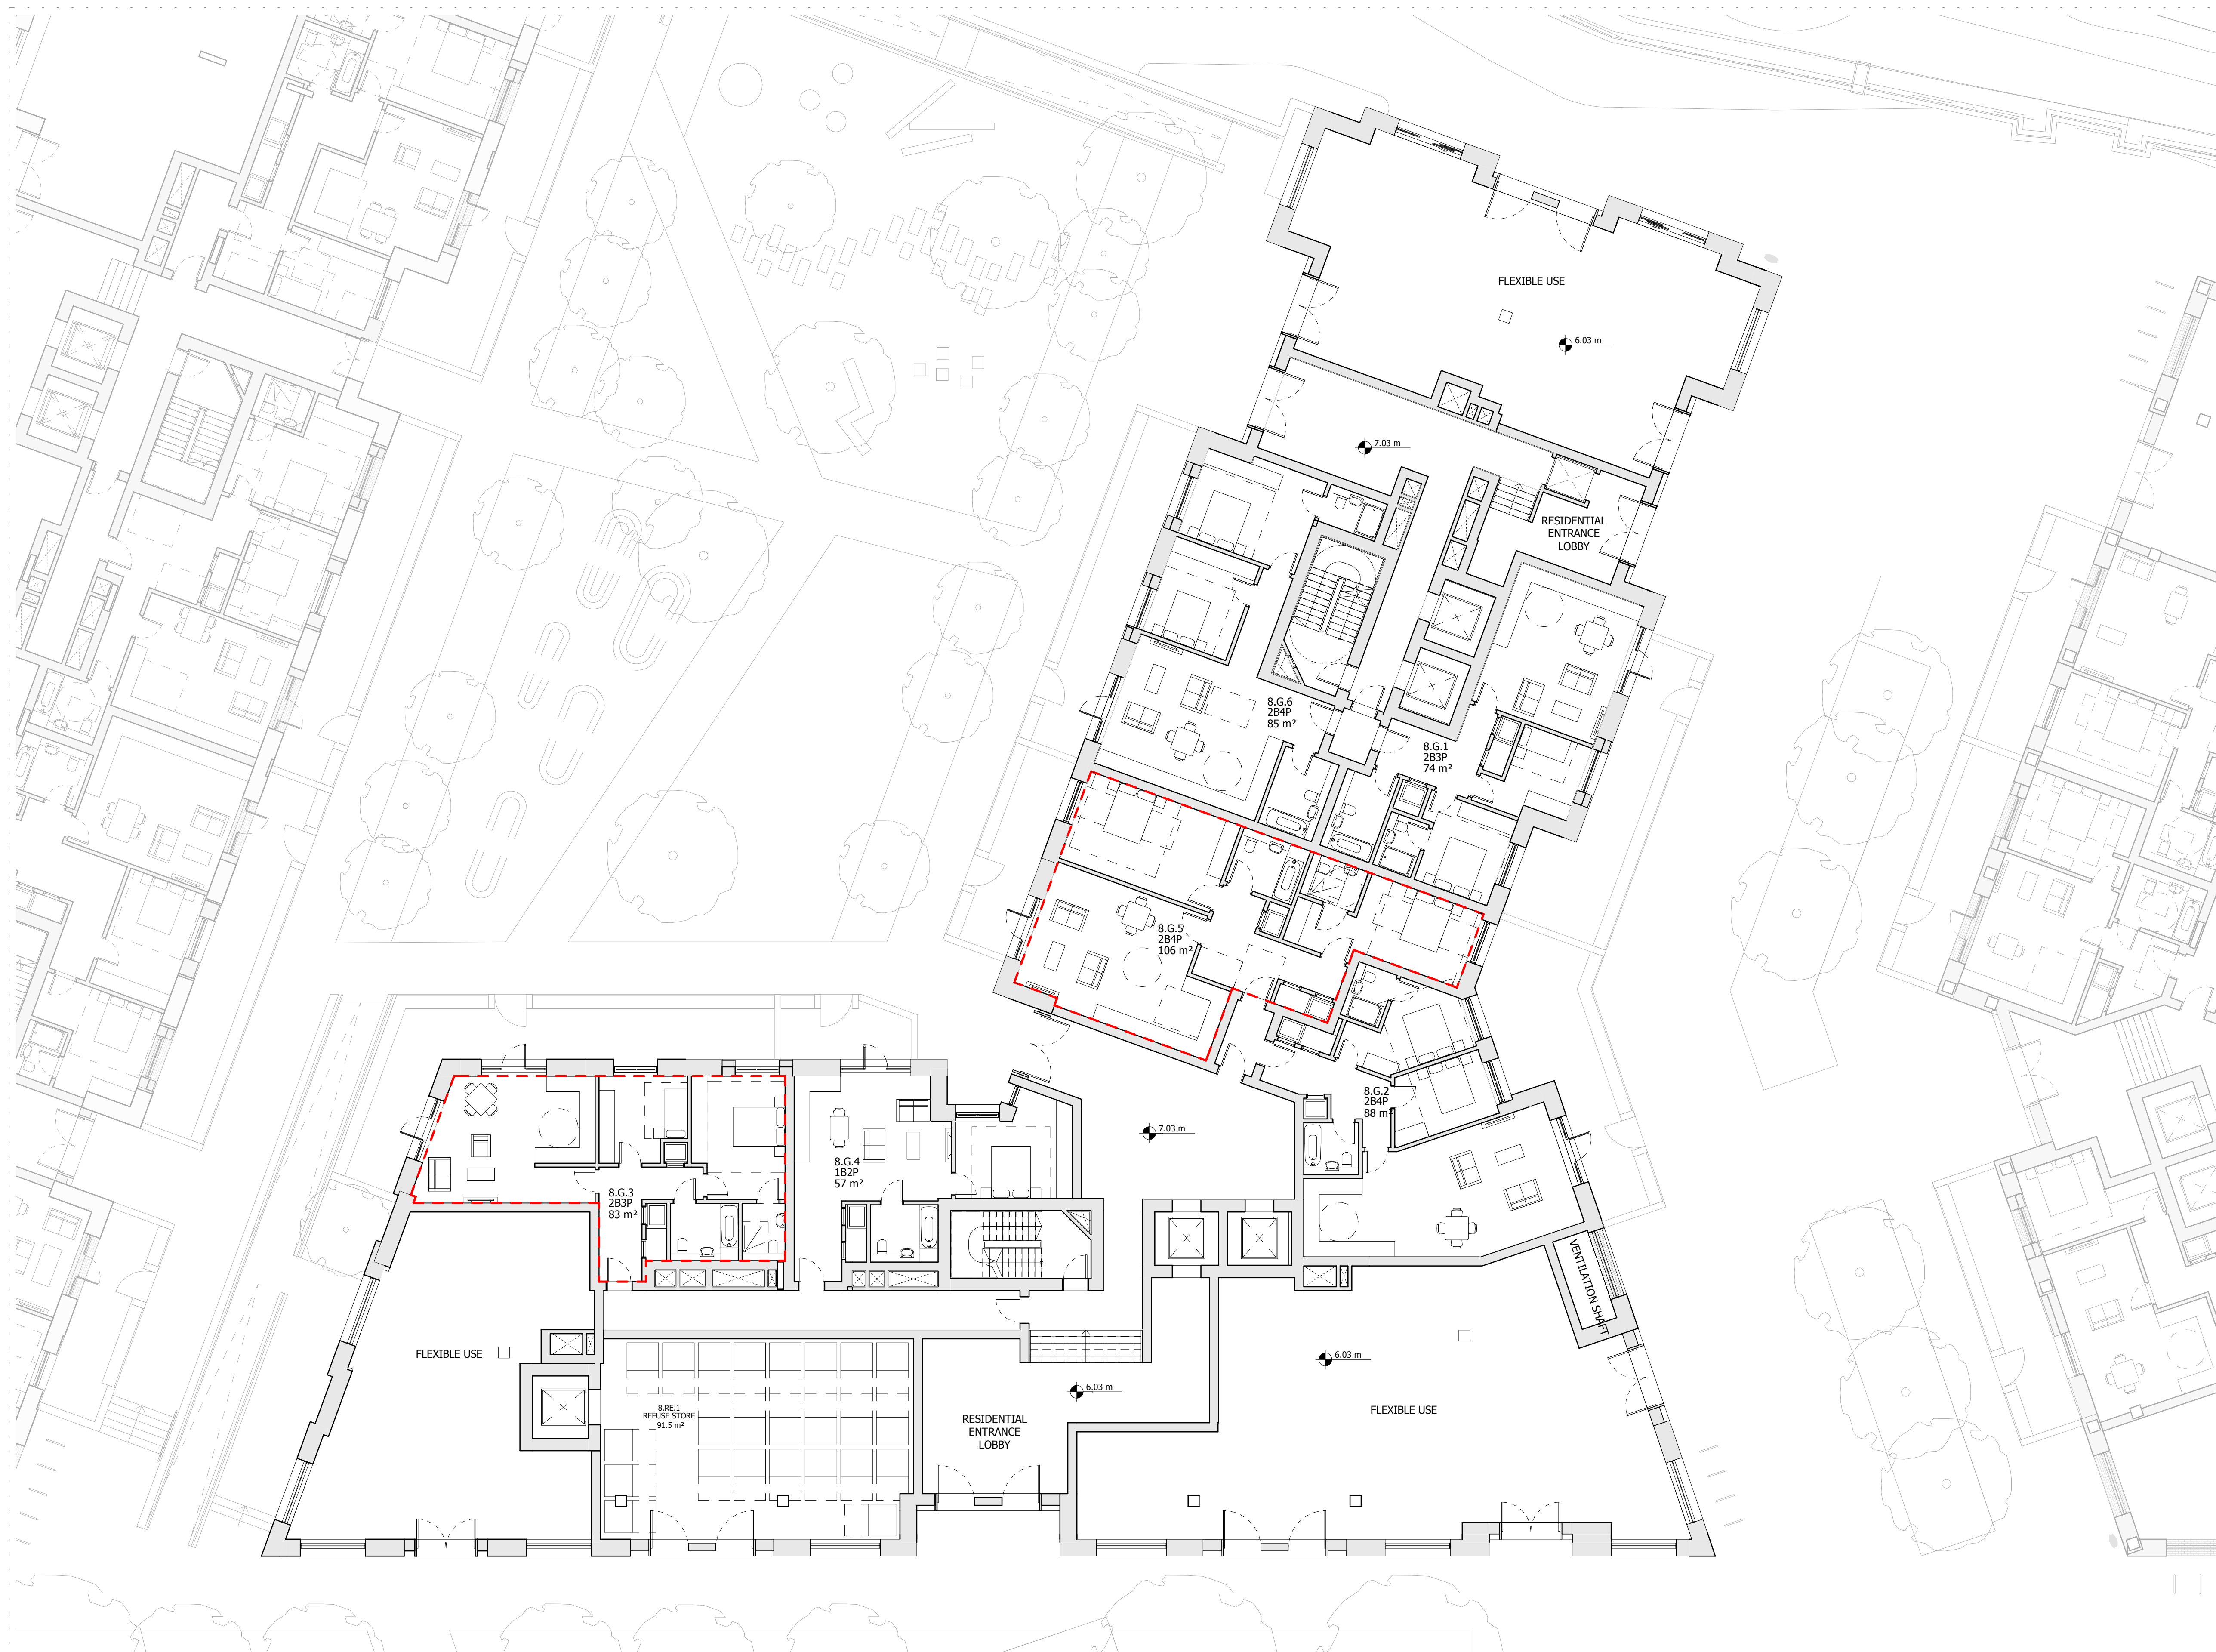 FLEXIBLE USE
6.03 m
7.03 m
RESIDENTIAL
ENTRANCE
LOBBY
8.G.6
2B4P
85 m²
8.G.1
2B3P
74 m²
8.G.5
2B4P
106 m²
8.G.2
2B4P
88 m²
7.03 m
8.G.4
1B2P
57 m²
8.G.3
2B3P
83 m²
VENTILATION SHAFT
FLEXIBLE USE
6.03 m
6.03 m
8.RE.1
REFUSE STORE
91.5 m²
RESIDENTIAL
ENTRANCE
LOBBY
FLEXIBLE USE